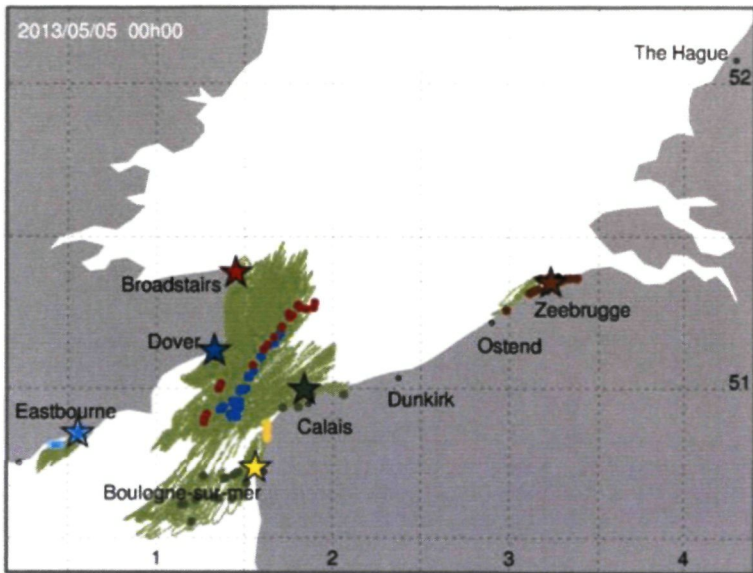 2013/05/05 00h00
The Hague
52
Broadstairs
Zeebrugge
Dover
Ostend
51
Dunkirk
Eastbourne
Calais
Boulogne-sur-mer
1 2 3 4